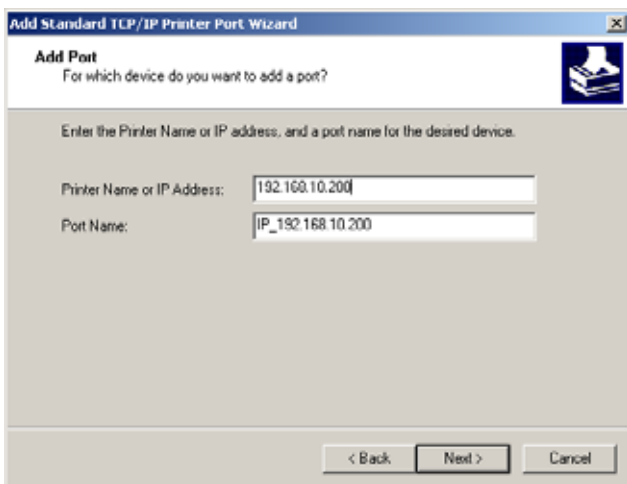 Add Standard TCP/IP Printer Port Wizard
Add Port
For which device do you want to add a port?
Enter the Printer Name or IP address, and a port name for the desired device.
Printer Name or IP Address: 192.168.10.200
Port Name: IP_192.168.10.200
< Back Next > Cancel